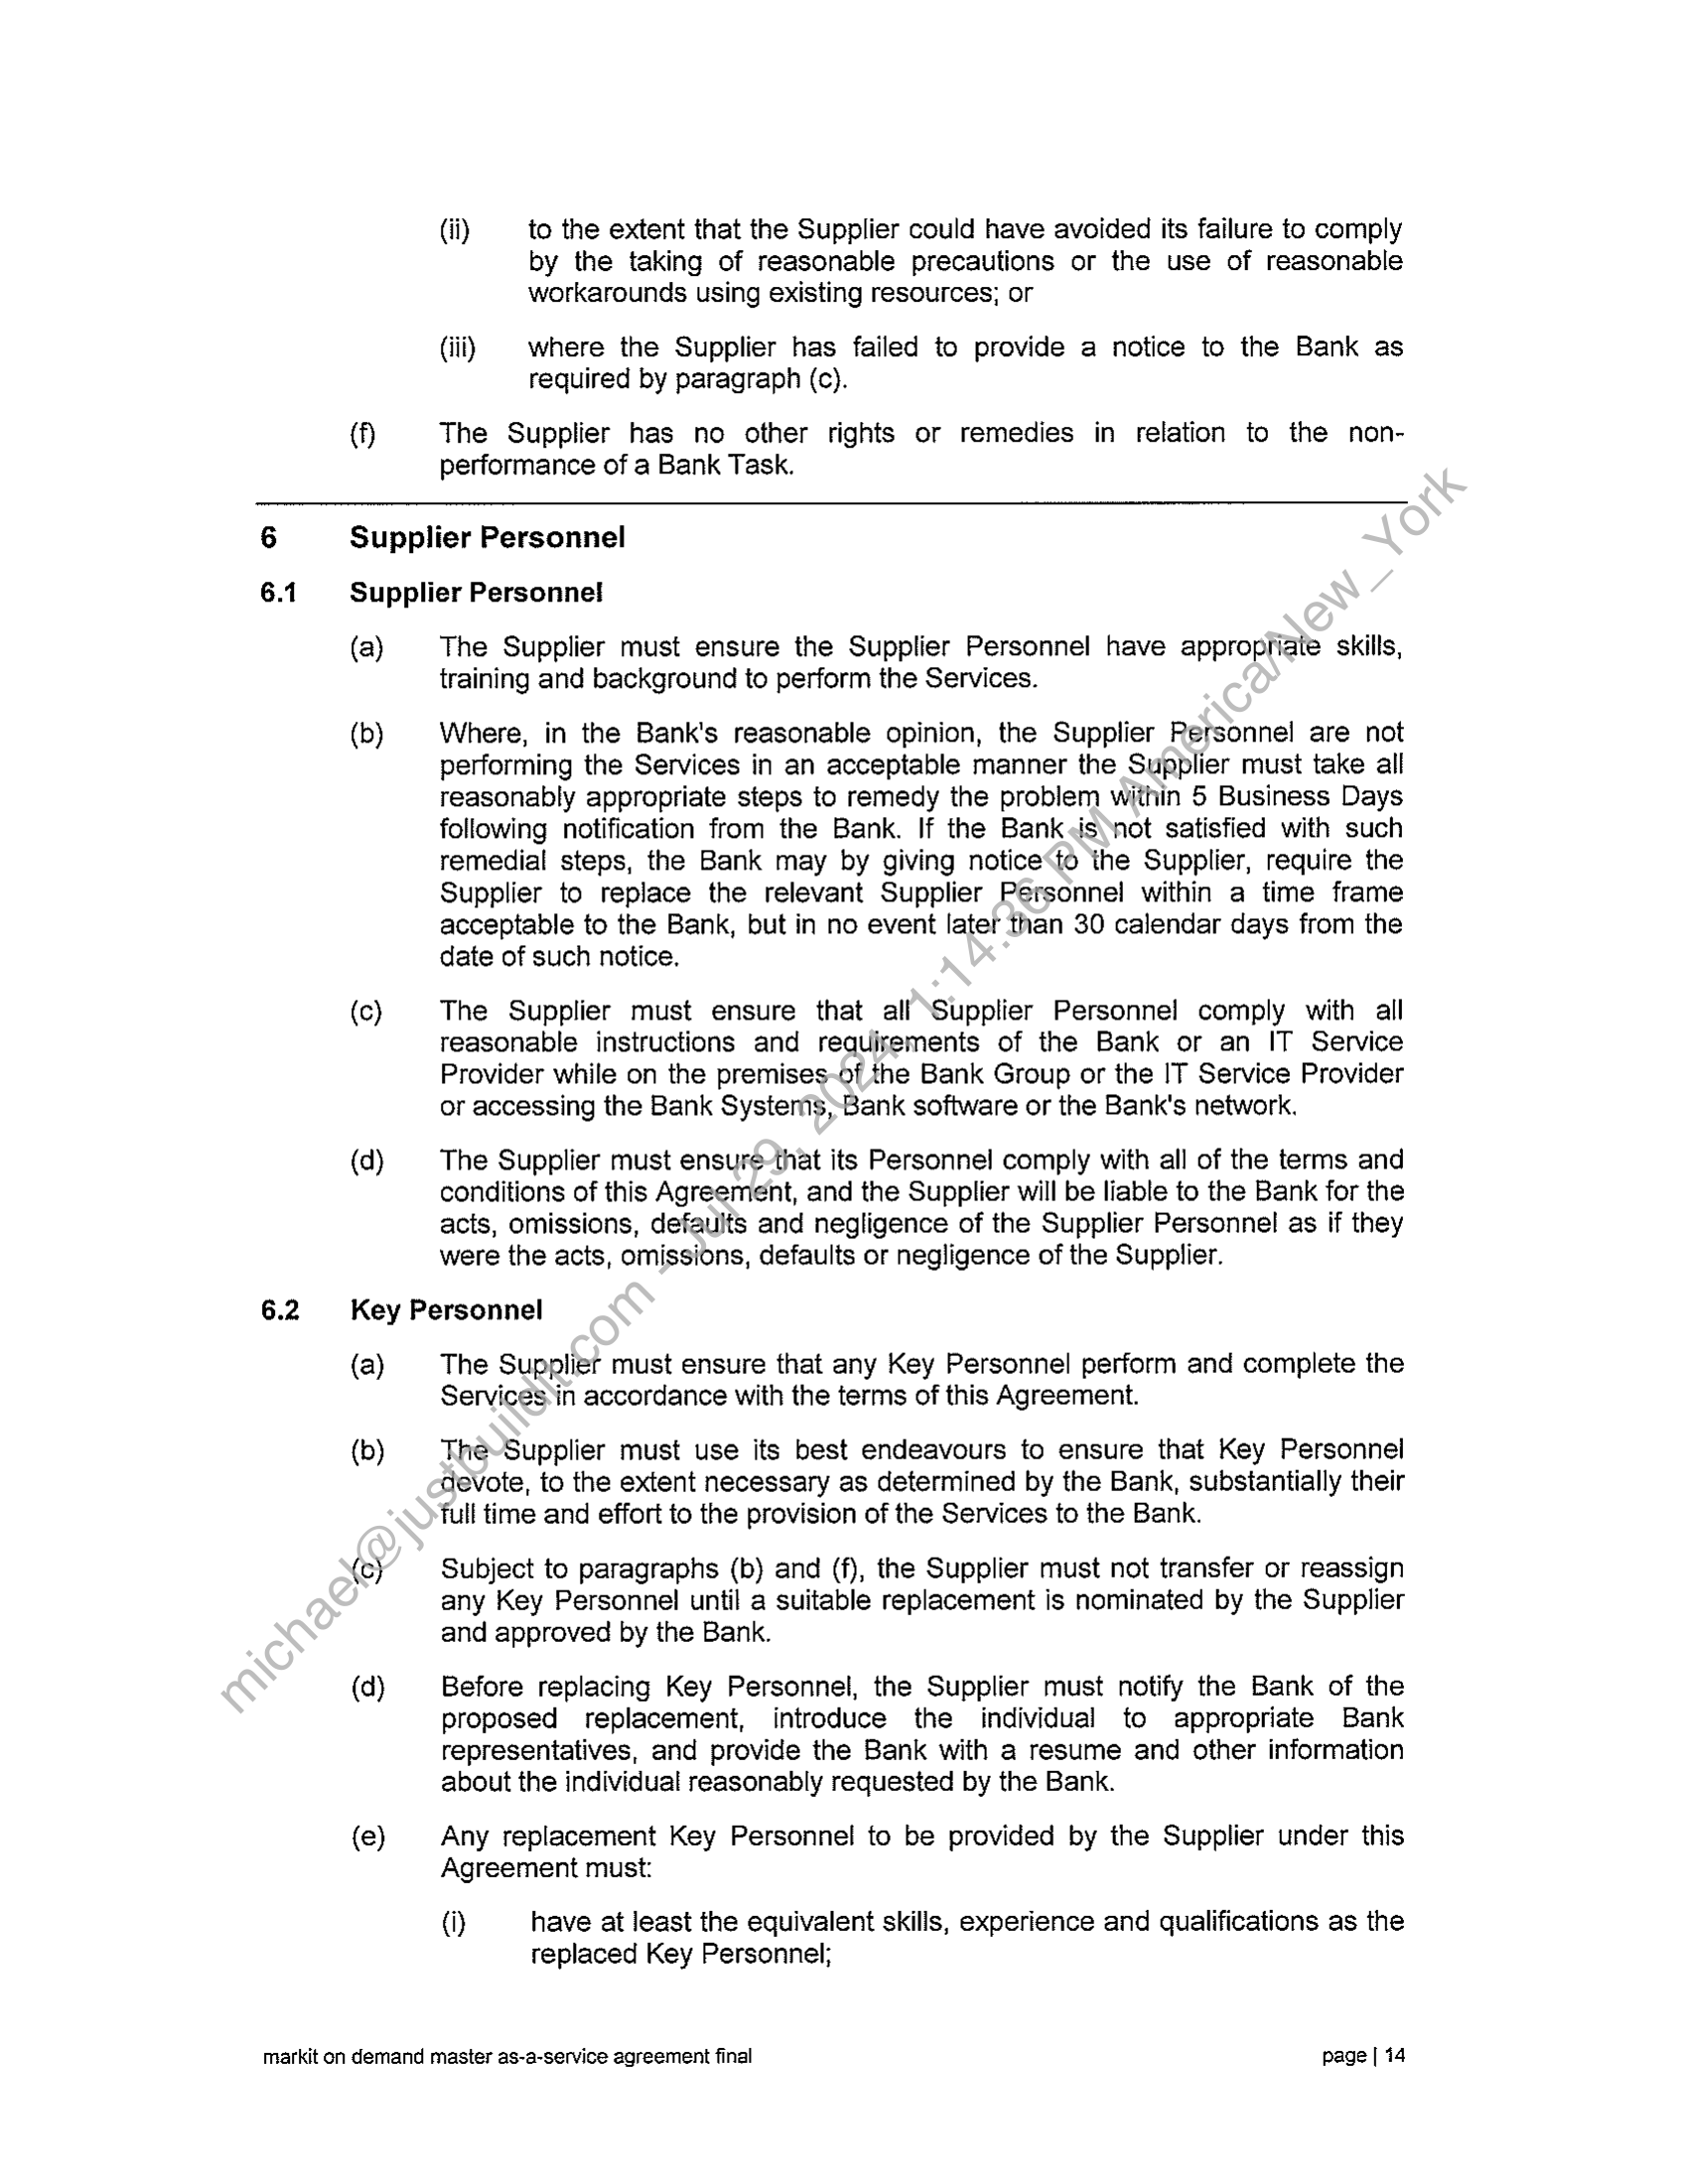 (ii) to the extent that the Supplier could have avoided its failure to comply
by the taking of reasonable precautions or the use of reasonable
workarounds using existing resources; or
(iii) where the Supplier has failed to provide a notice to the Bank as
required by paragraph (c).
(f) The Supplier has no other rights or remedies in relation to the non-
performance of a Bank Task.
6 Supplier Personnel
6.1 Supplier Personnel
(a) The Supplier must ensure the Supplier Personnel have appropriate skills,
training and background to perform the Services.
(b) Where, in the Bank's reasonable opinion, the Supplier Personnel are not
performing the Services in an acceptable manner the Supplier must take all
reasonably appropriate steps to remedy the problem within 5 Business Days
following notification from the Bank. If the Bank is not satisfied with such
remedial steps, the Bank may by giving notice to the Supplier, require the
Supplier to replace the relevant Supplier Personnel within a time frame
acceptable to the Bank, but in no event later than 30 calendar days from the
date of such notice.
(c) The Supplier must ensure that all Supplier Personnel comply with all
reasonable instructions and requirements of the Bank or an IT Service
Provider while on the premises of the Bank Group or the IT Service Provider
or accessing the Bank Systems, Bank software or the Bank's network.
(d) The Supplier must ensure that its Personnel comply with all of the terms and
conditions of this Agreement, and the Supplier will be liable to the Bank for the
acts, omissions, defaults and negligence of the Supplier Personnel as if they
were the acts, omissions, defaults or negligence of the Supplier.
6.2 Key Personnel
(a) The Supplier must ensure that any Key Personnel perform and complete the
Services in accordance with the terms of this Agreement.
(b) The Supplier must use its best endeavours to ensure that Key Personnel
devote, to the extent necessary as determined by the Bank, substantially their
full time and effort to the provision of the Services to the Bank.
(c) Subject to paragraphs (b) and (f), the Supplier must not transfer or reassign
any Key Personnel until a suitable replacement is nominated by the Supplier
and approved by the Bank.
(d) Before replacing Key Personnel, the Supplier must notify the Bank of the
proposed replacement, introduce the individual to appropriate Bank
representatives, and provide the Bank with a resume and other information
about the individual reasonably requested by the Bank.
(e) Any replacement Key Personnel to be provided by the Supplier under this
Agreement must:
(i) have at least the equivalent skills, experience and qualifications as the
replaced Key Personnel;
markit on demand master as-a-service agreement final page | 14
michael@justbuildit.com - Jul 29, 2024, 1:14:36 PM America/New_York